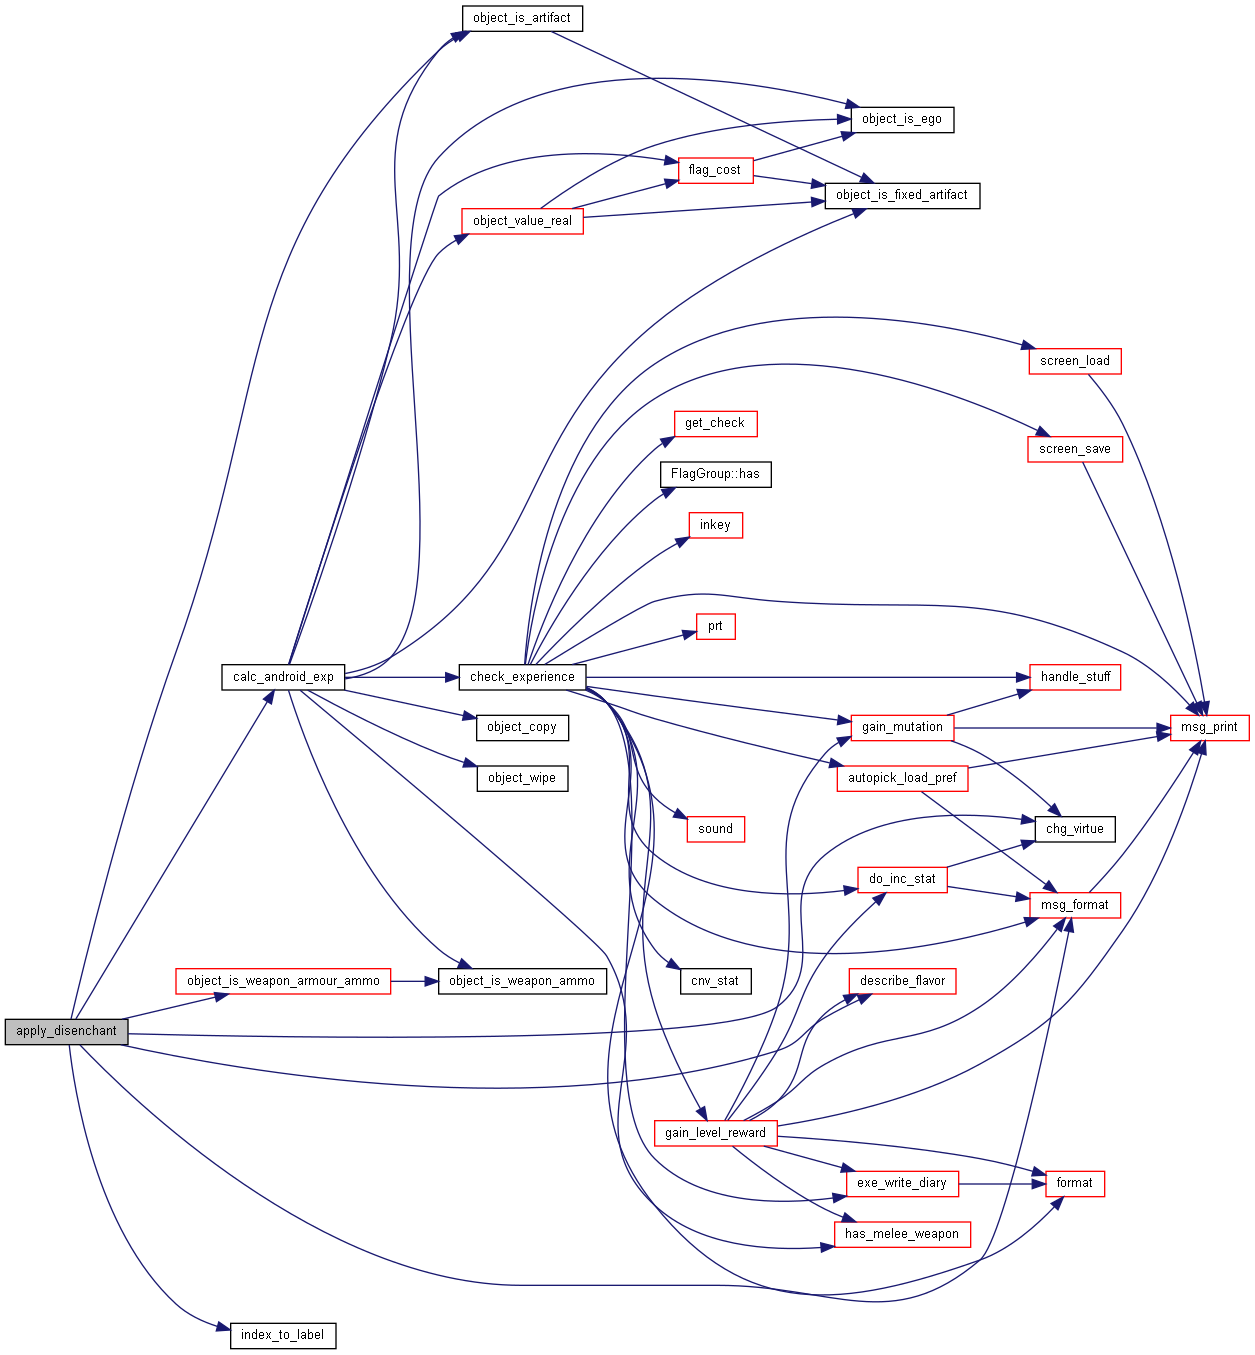 object_is_artifact
object_is_ego
flag_cost
object_is_fixed_artifact
object_value_real
screen_load
get_check
screen_save
FlagGroup::has
inkey
prt
calc_android_exp
check_experience
handle_stuff
object_copy
gain_mutation
msg_print
object_wipe
autopick_load_pref
sound
chg_virtue
do_inc_stat
msg_format
object_is_weapon_armour_ammo
object_is_weapon_ammo
cnv_stat
describe_flavor
apply_disenchant
gain_level_reward
exe_write_diary
format
has_melee_weapon
index_to_label